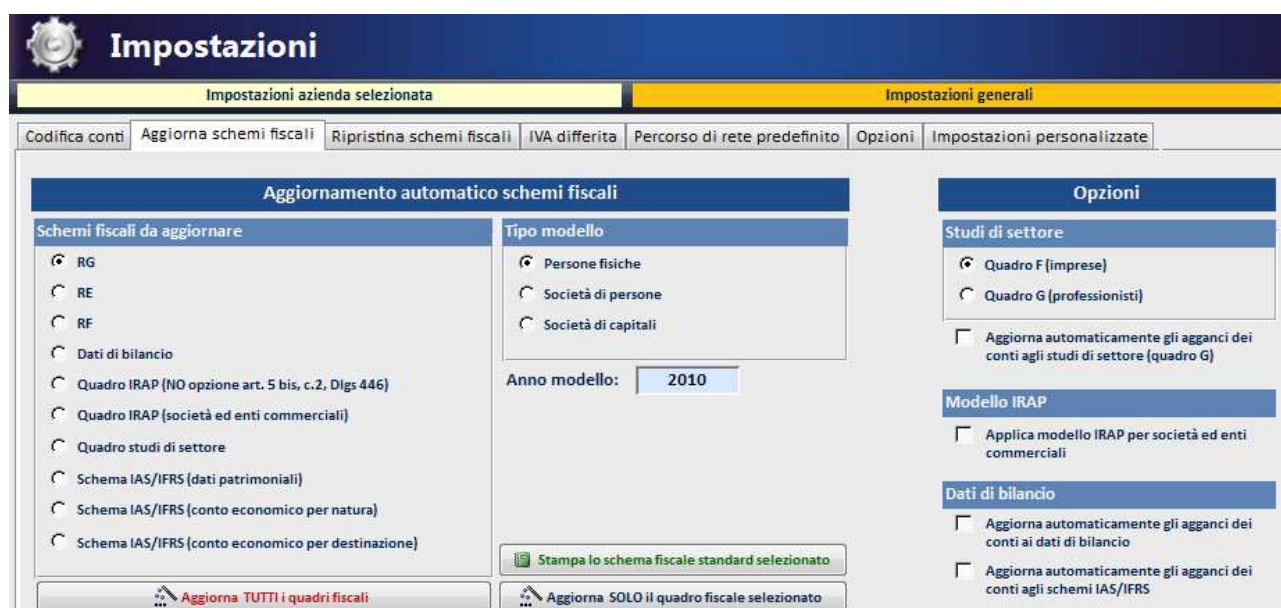 Impostazioni
Impostazioni azienda selezionata
Impostazioni generali
Codifica conti
Aggiorna schemi fiscali
Ripristina schemi fiscali
IVA differita
Percorso di rete predefinito
Opzioni
Impostazioni personalizzate
Aggiornamento automatico schemi fiscali
Schemi fiscali da aggiornare
RG
RE
RF
Dati di bilancio
Quadro IRAP (NO opzione art. 5 bis, c.2, Dlgs 446)
Quadro IRAP (società ed enti commerciali)
Quadro studi di settore
Schema IAS/IFRS (dati patrimoniali)
Schema IAS/IFRS (conto economico per natura)
Schema IAS/IFRS (conto economico per destinazione)
Aggiorna TUTTI i quadri fiscali
Tipo modello
Persone fisiche
Società di persone
Società di capitali
Anno modello: 2010
Stampa lo schema fiscale standard selezionato
Aggiorna SOLO il quadro fiscale selezionato
Opzioni
Studi di settore
Quadro F (imprese)
Quadro G (professionisti)
Aggiorna automaticamente gli agganci dei
conti agli studi di settore (quadro G)
Modello IRAP
Applica modello IRAP per società ed enti
commerciali
Dati di bilancio
Aggiorna automaticamente gli agganci dei
conti ai dati di bilancio
Aggiorna automaticamente gli agganci dei
conti agli schemi IAS/IFRS